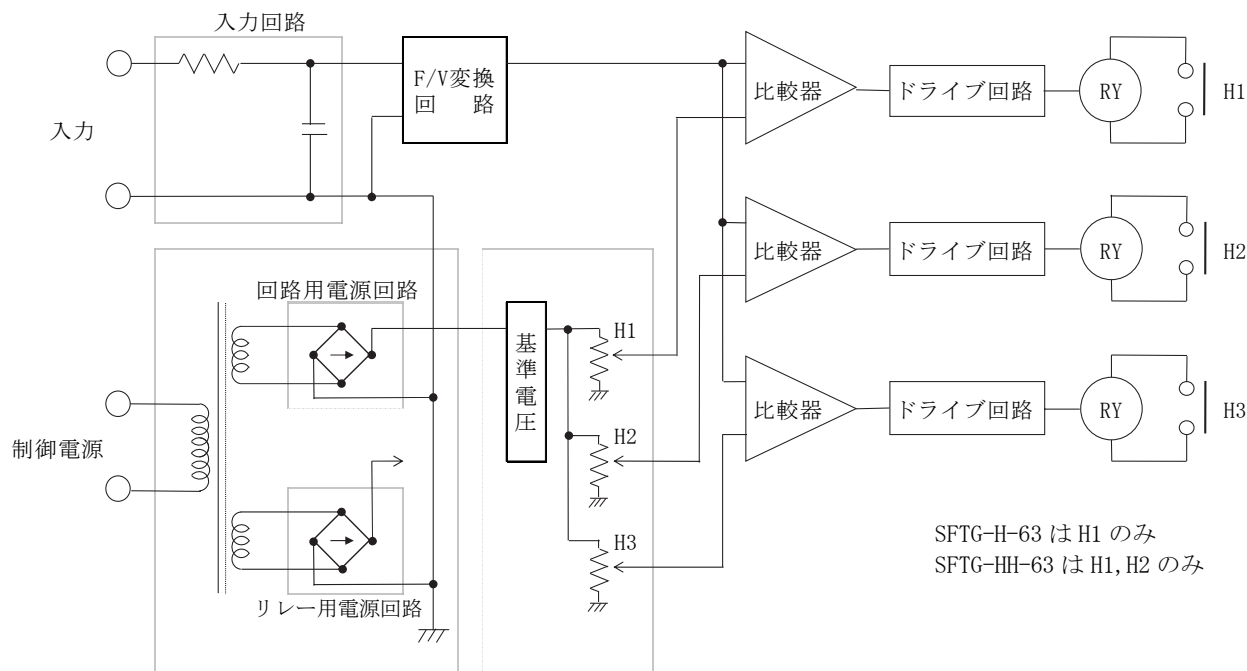 入力回路
入力
F/V変換
回　路
比較器
ドライブ回路
RY
H1
比較器
ドライブ回路
RY
H2
比較器
ドライブ回路
RY
H3
回路用電源回路
制御電源
リレー用電源回路
基準電圧
H1
H2
H3
SFTG-H-63 は H1 のみ
SFTG-HH-63 は H1, H2 のみ